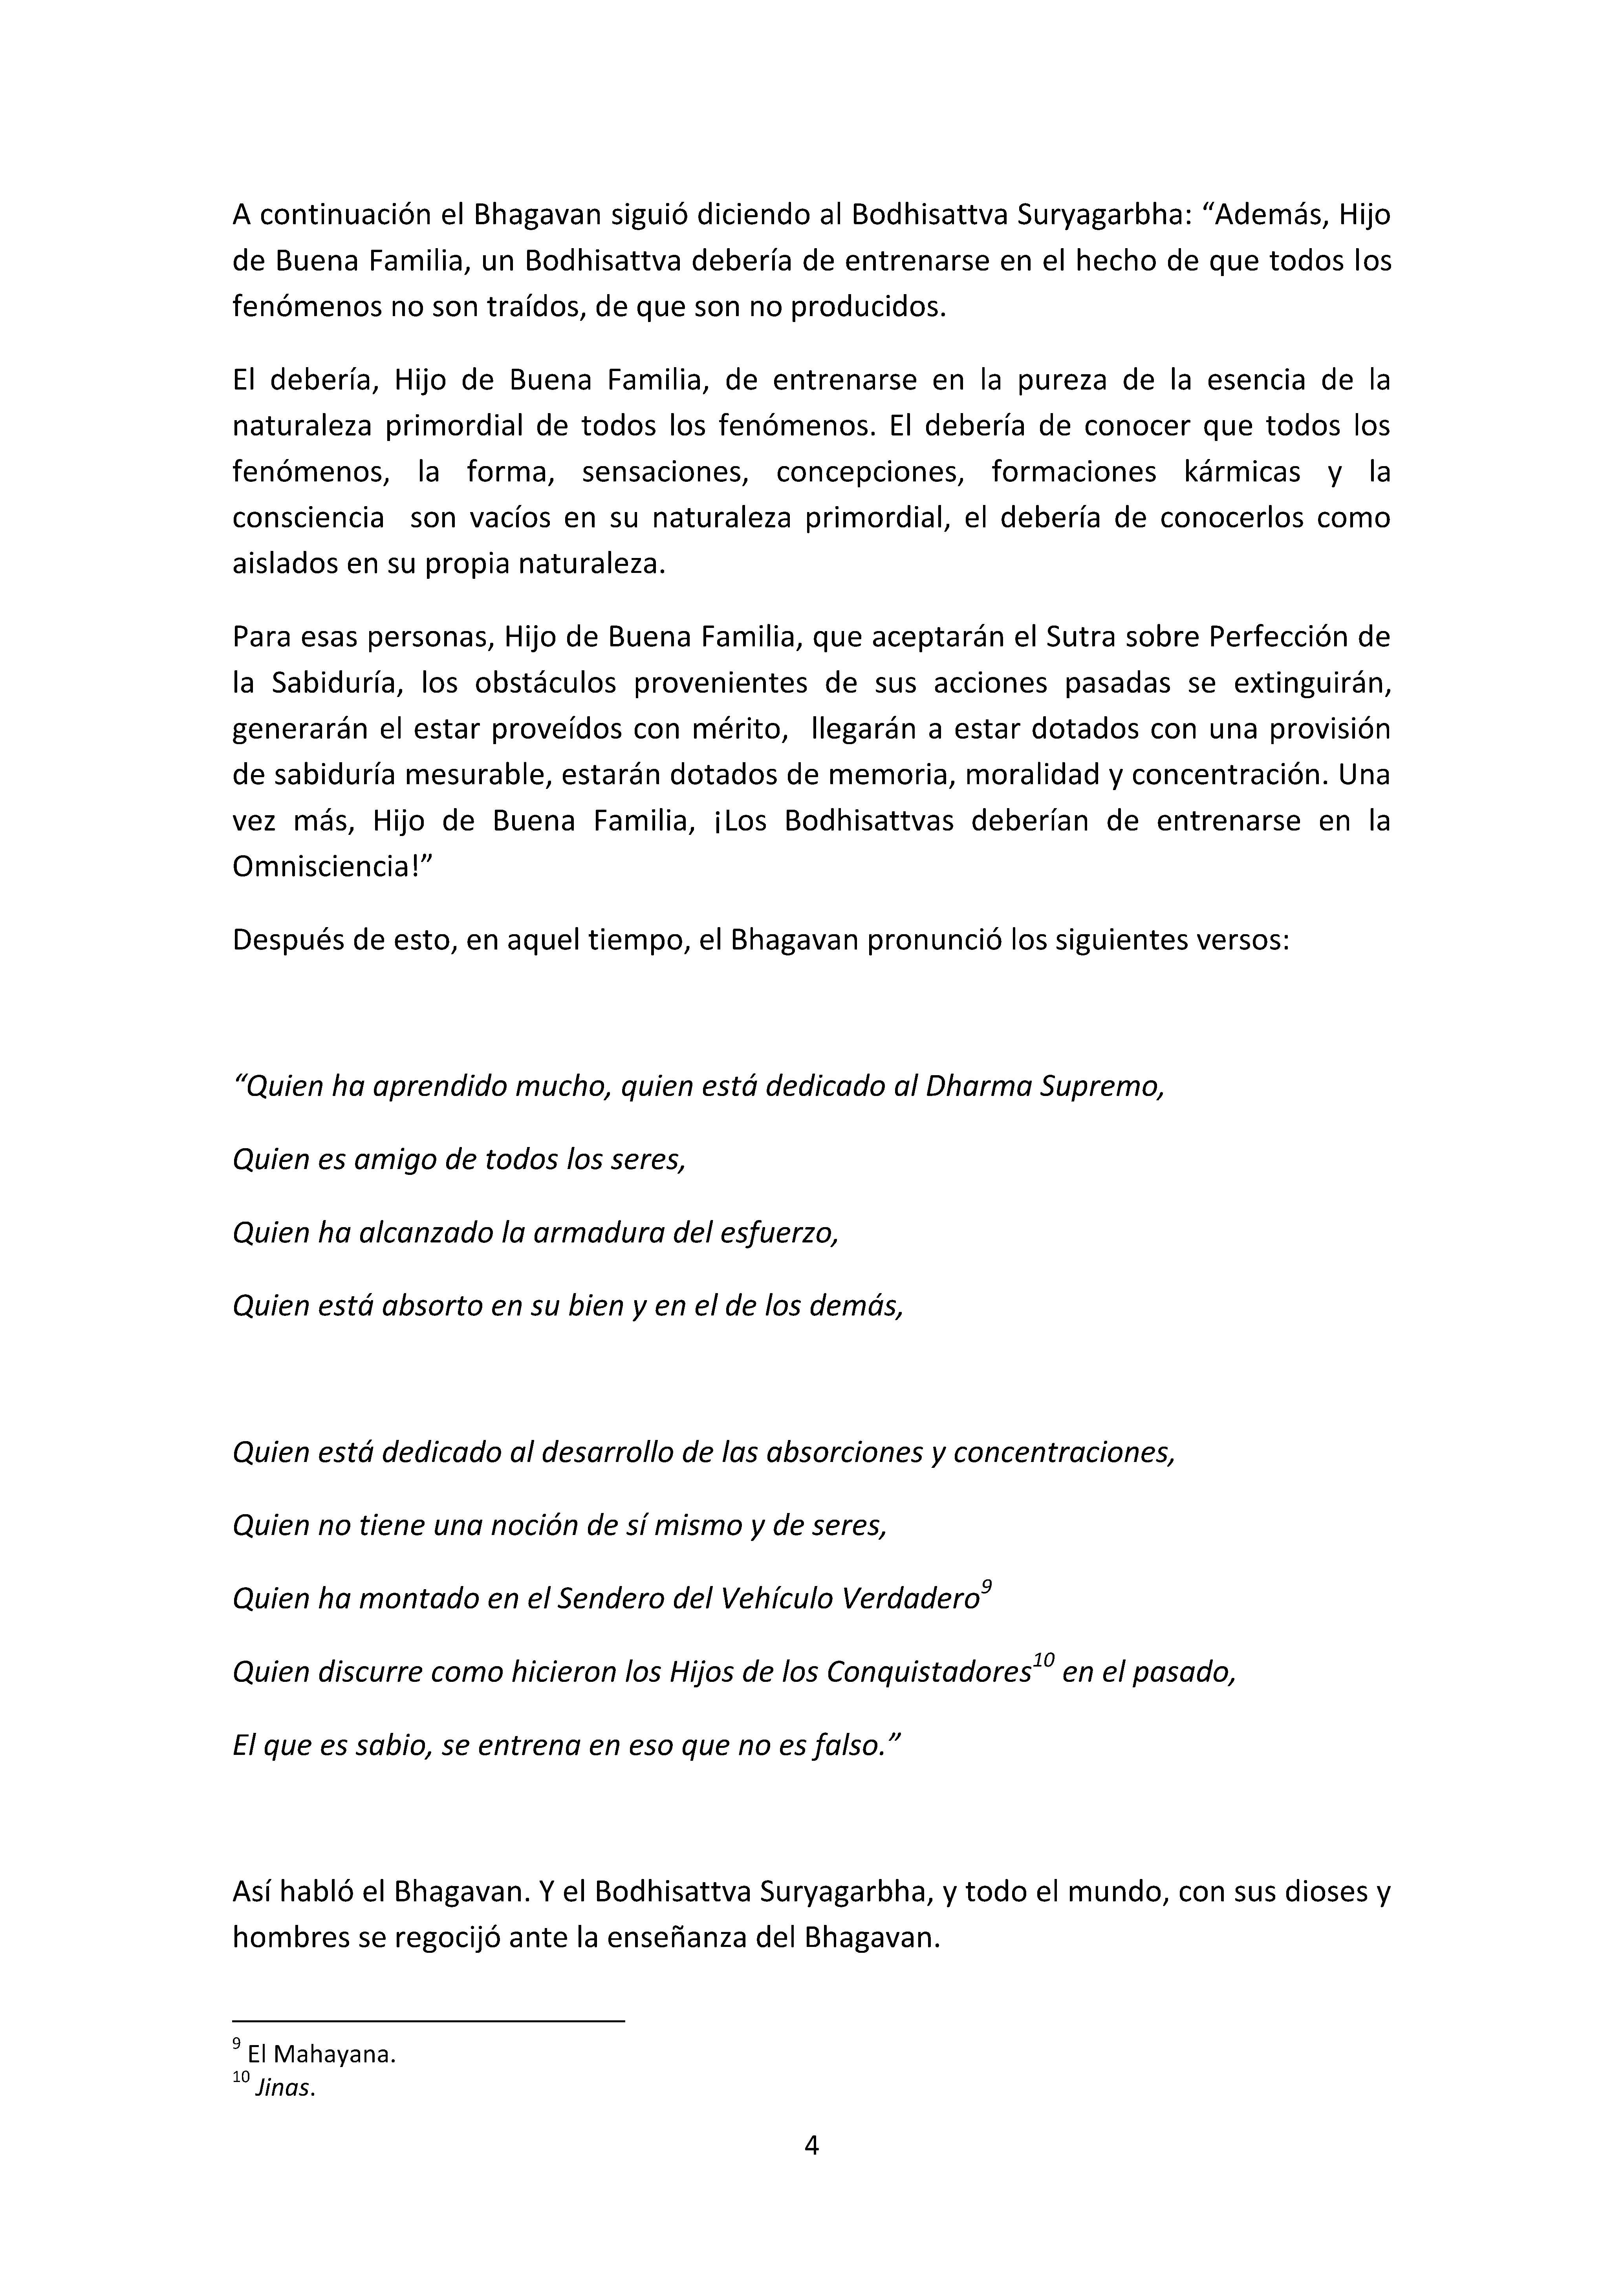 A continuación el Bhagavan siguió diciendo al Bodhisattva Suryagarbha: “Además, Hijo
de Buena Familia, un Bodhisattva debería de entrenarse en el hecho de que todos los
fenómenos no son traídos, de que son no producidos.
El debería, Hijo de Buena Familia, de entrenarse en la pureza de la esencia de la
naturaleza primordial de todos los fenómenos. El debería de conocer que todos los
fenómenos, la forma, sensaciones, concepciones, formaciones kármicas y la
consciencia son vacíos en su naturaleza primordial, el debería de conocerlos como
aislados en su propia naturaleza.
Para esas personas, Hijo de Buena Familia, que aceptarán el Sutra sobre Perfección de
la Sabiduría, los obstáculos provenientes de sus acciones pasadas se extinguirán,
generarán el estar proveídos con mérito, llegarán a estar dotados con una provisión
de sabiduría mesurable, estarán dotados de memoria, moralidad y concentración. Una
vez más, Hijo de Buena Familia, ¡Los Bodhisattvas deberían de entrenarse en la
Omnisciencia!”
Después de esto, en aquel tiempo, el Bhagavan pronunció los siguientes versos:
“Quien ha aprendido mucho, quien está dedicado al Dharma Supremo,
Quien es amigo de todos los seres,
Quien ha alcanzado la armadura del esfuerzo,
Quien está absorto en su bien y en el de los demás,
Quien está dedicado al desarrollo de las absorciones y concentraciones,
Quien no tiene una noción de sí mismo y de seres,
Quien ha montado en el Sendero del Vehículo Verdadero9
Quien discurre como hicieron los Hijos de los Conquistadores10 en el pasado,
El que es sabio, se entrena en eso que no es falso.”
Así habló el Bhagavan. Y el Bodhisattva Suryagarbha, y todo el mundo, con sus dioses y
hombres se regocijó ante la enseñanza del Bhagavan.
9 El Mahayana.
10 Jinas.
4